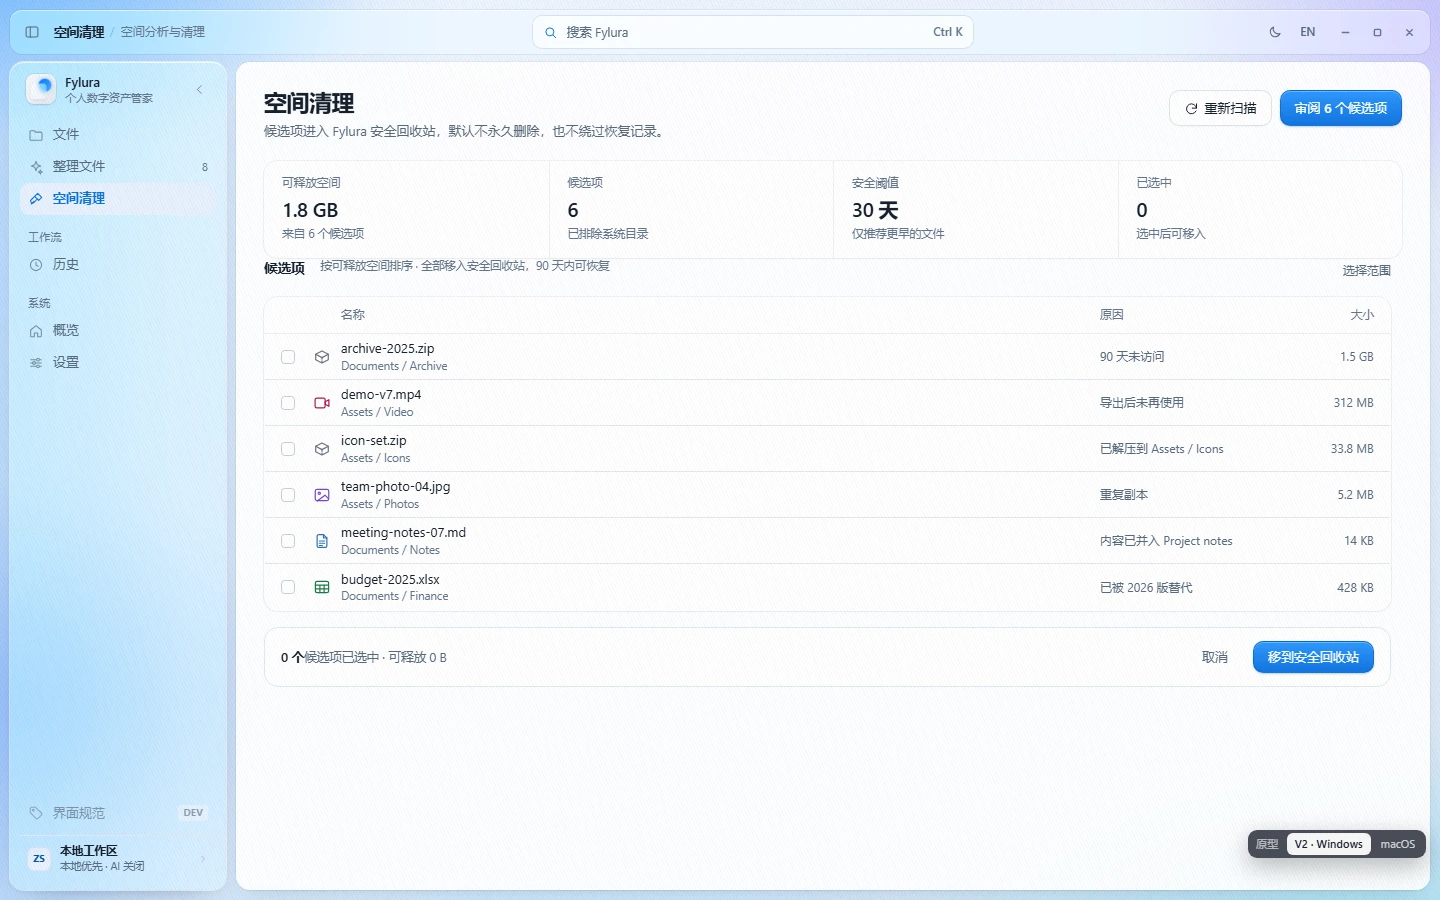 空间清理 / 空间分析与清理
搜索 Fylura
Ctrl K
EN
Fylura
个人数字资产管家
文件
整理文件 8
空间清理
工作流
历史
系统
概览
设置
界面规范 DEV
ZS
本地工作区
本地优先 · AI 关闭
空间清理
候选项进入 Fylura 安全回收站，默认不永久删除，也不绕过恢复记录。
重新扫描
审阅 6 个候选项
可释放空间
1.8 GB
来自 6 个候选项
候选项
6
已排除系统目录
安全阈值
30 天
仅推荐更早的文件
已选中
0
选中后可移入
候选项 按可释放空间排序 · 全部移入安全回收站，90 天内可恢复
选择范围
名称 原因 大小
archive-2025.zip
Documents / Archive
90 天未访问
1.5 GB
demo-v7.mp4
Assets / Video
导出后未再使用
312 MB
icon-set.zip
Assets / Icons
已解压到 Assets / Icons
33.8 MB
team-photo-04.jpg
Assets / Photos
重复副本
5.2 MB
meeting-notes-07.md
Documents / Notes
内容已并入 Project notes
14 KB
budget-2025.xlsx
Documents / Finance
已被 2026 版替代
428 KB
0 个候选项已选中 · 可释放 0 B
取消
移到安全回收站
原型 V2 · Windows macOS